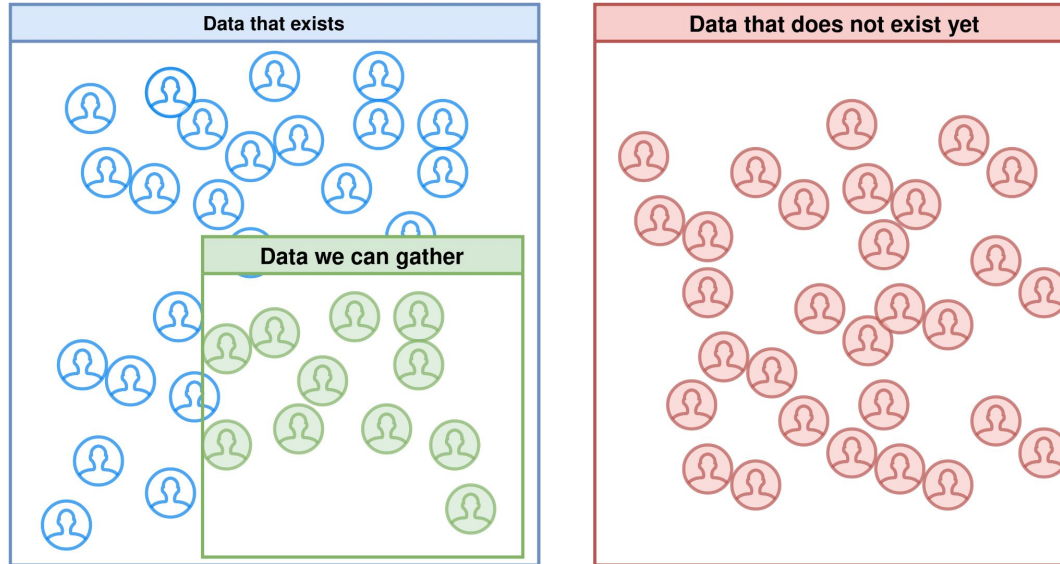 Data that exists
Data that does not exist yet
Data we can gather